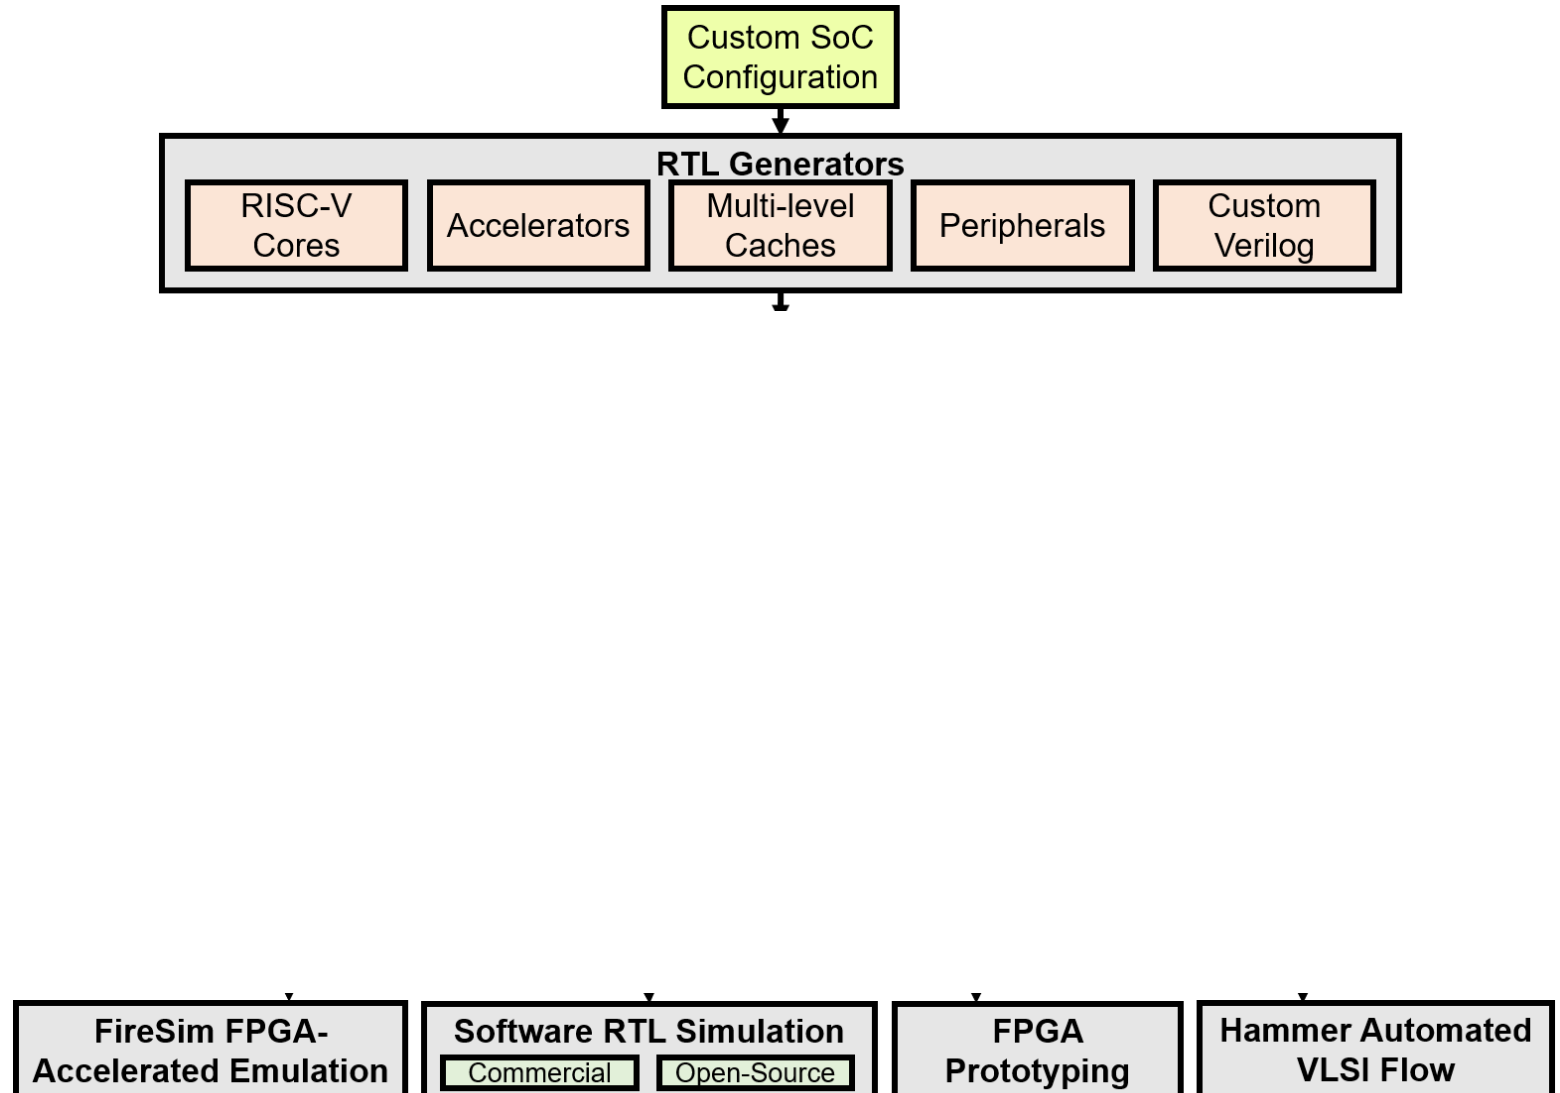 Custom SoC
Configuration
RTL Generators
RISC-V
Cores
Accelerators
Multi-level
Caches
Peripherals
Custom
Verilog
FireSim FPGA-
Accelerated Emulation
Software RTL Simulation
Commercial
Open-Source
FPGA
Prototyping
Hammer Automated
VLSI Flow